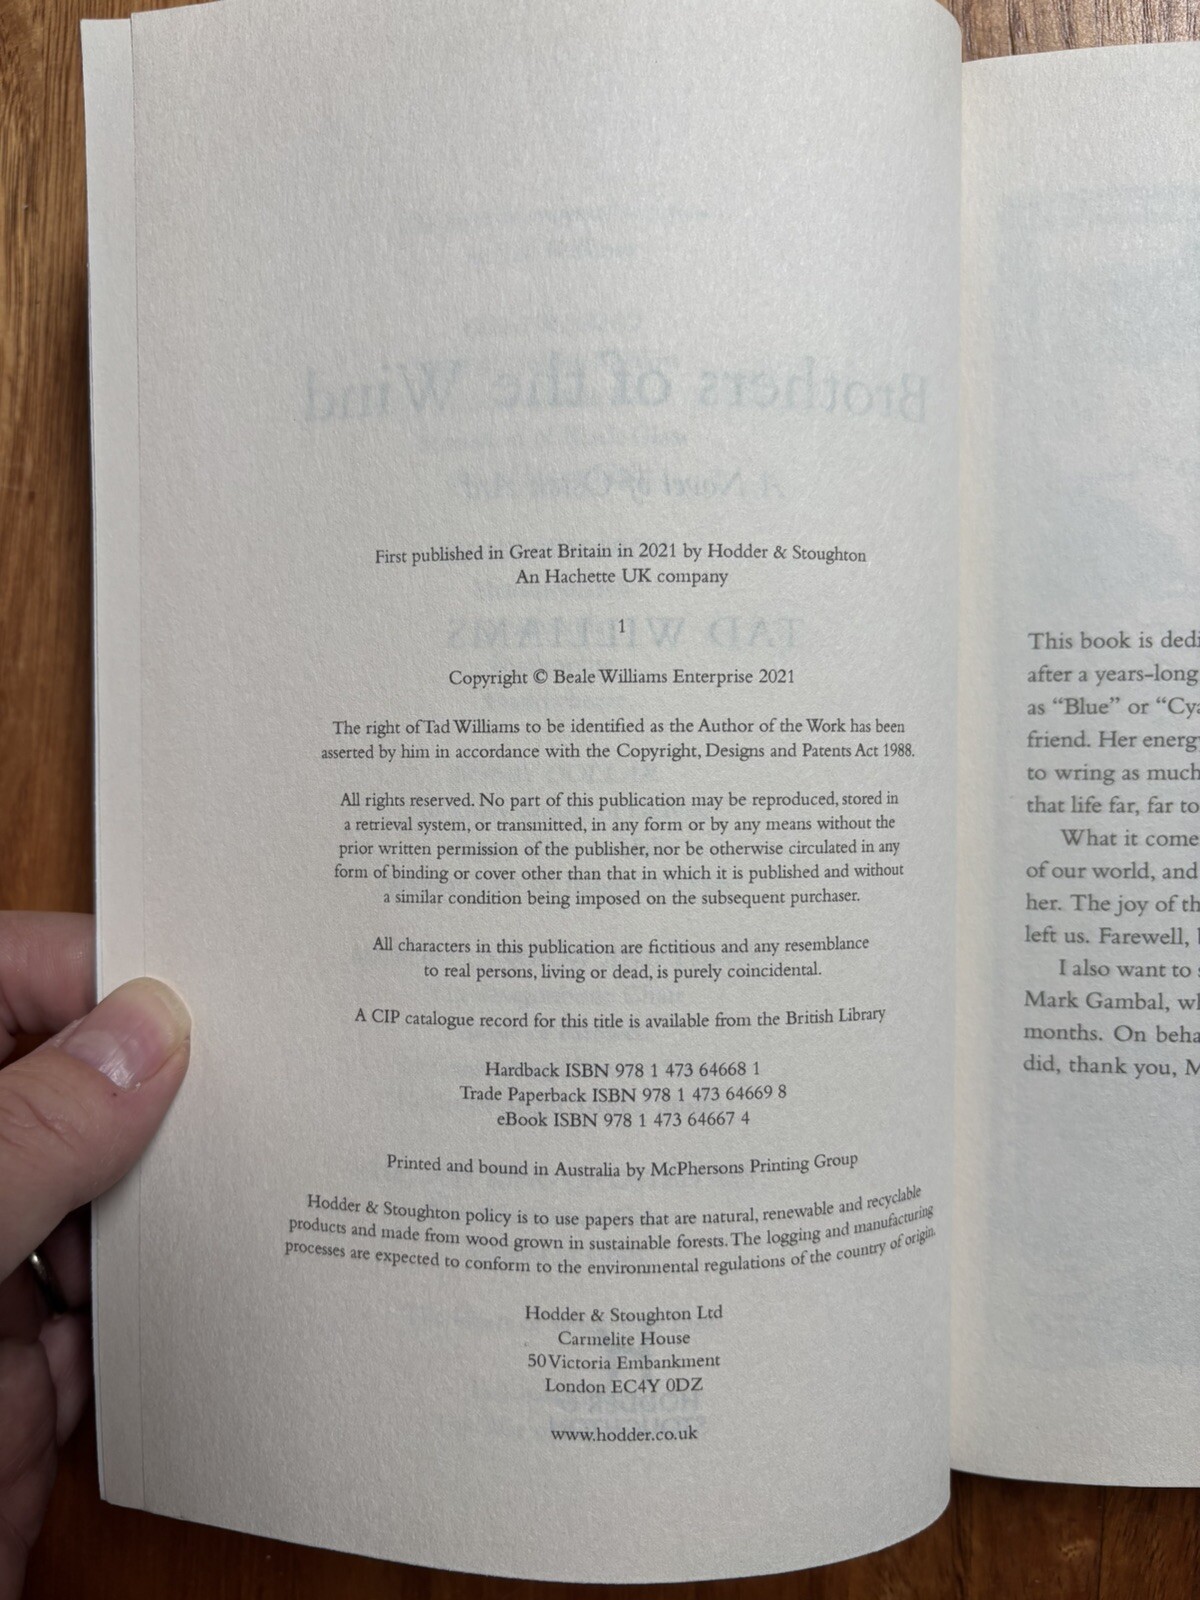 Brothers of the Wind
A Novel of Osten Ard
TAD WILLIAMS
First published in Great Britain in 2021 by Hodder & Stoughton
An Hachette UK company
1
Copyright © Beale Williams Enterprise 2021
The right of Tad Williams to be identified as the Author of the Work has been
asserted by him in accordance with the Copyright, Designs and Patents Act 1988.
All rights reserved. No part of this publication may be reproduced, stored in
a retrieval system, or transmitted, in any form or by any means without the
prior written permission of the publisher, nor be otherwise circulated in any
form of binding or cover other than that in which it is published and without
a similar condition being imposed on the subsequent purchaser.
All characters in this publication are fictitious and any resemblance
to real persons, living or dead, is purely coincidental.
A CIP catalogue record for this title is available from the British Library
Hardback ISBN 978 1 473 64668 1
Trade Paperback ISBN 978 1 473 64669 8
eBook ISBN 978 1 473 64667 4
Printed and bound in Australia by McPhersons Printing Group
Hodder & Stoughton policy is to use papers that are natural, renewable and recyclable
products and made from wood grown in sustainable forests. The logging and manufacturing
processes are expected to conform to the environmental regulations of the country of origin.
Hodder & Stoughton Ltd
Carmelite House
50 Victoria Embankment
London EC4Y 0DZ
HODDER &
STOUGHTON
www.hodder.co.uk
This book is dedi
after a years-long
as “Blue” or “Cya
friend. Her energ
to wring as much
that life far, far to
What it come
of our world, and
her. The joy of th
left us. Farewell,
I also want to
Mark Gambal, wh
months. On beha
did, thank you, M